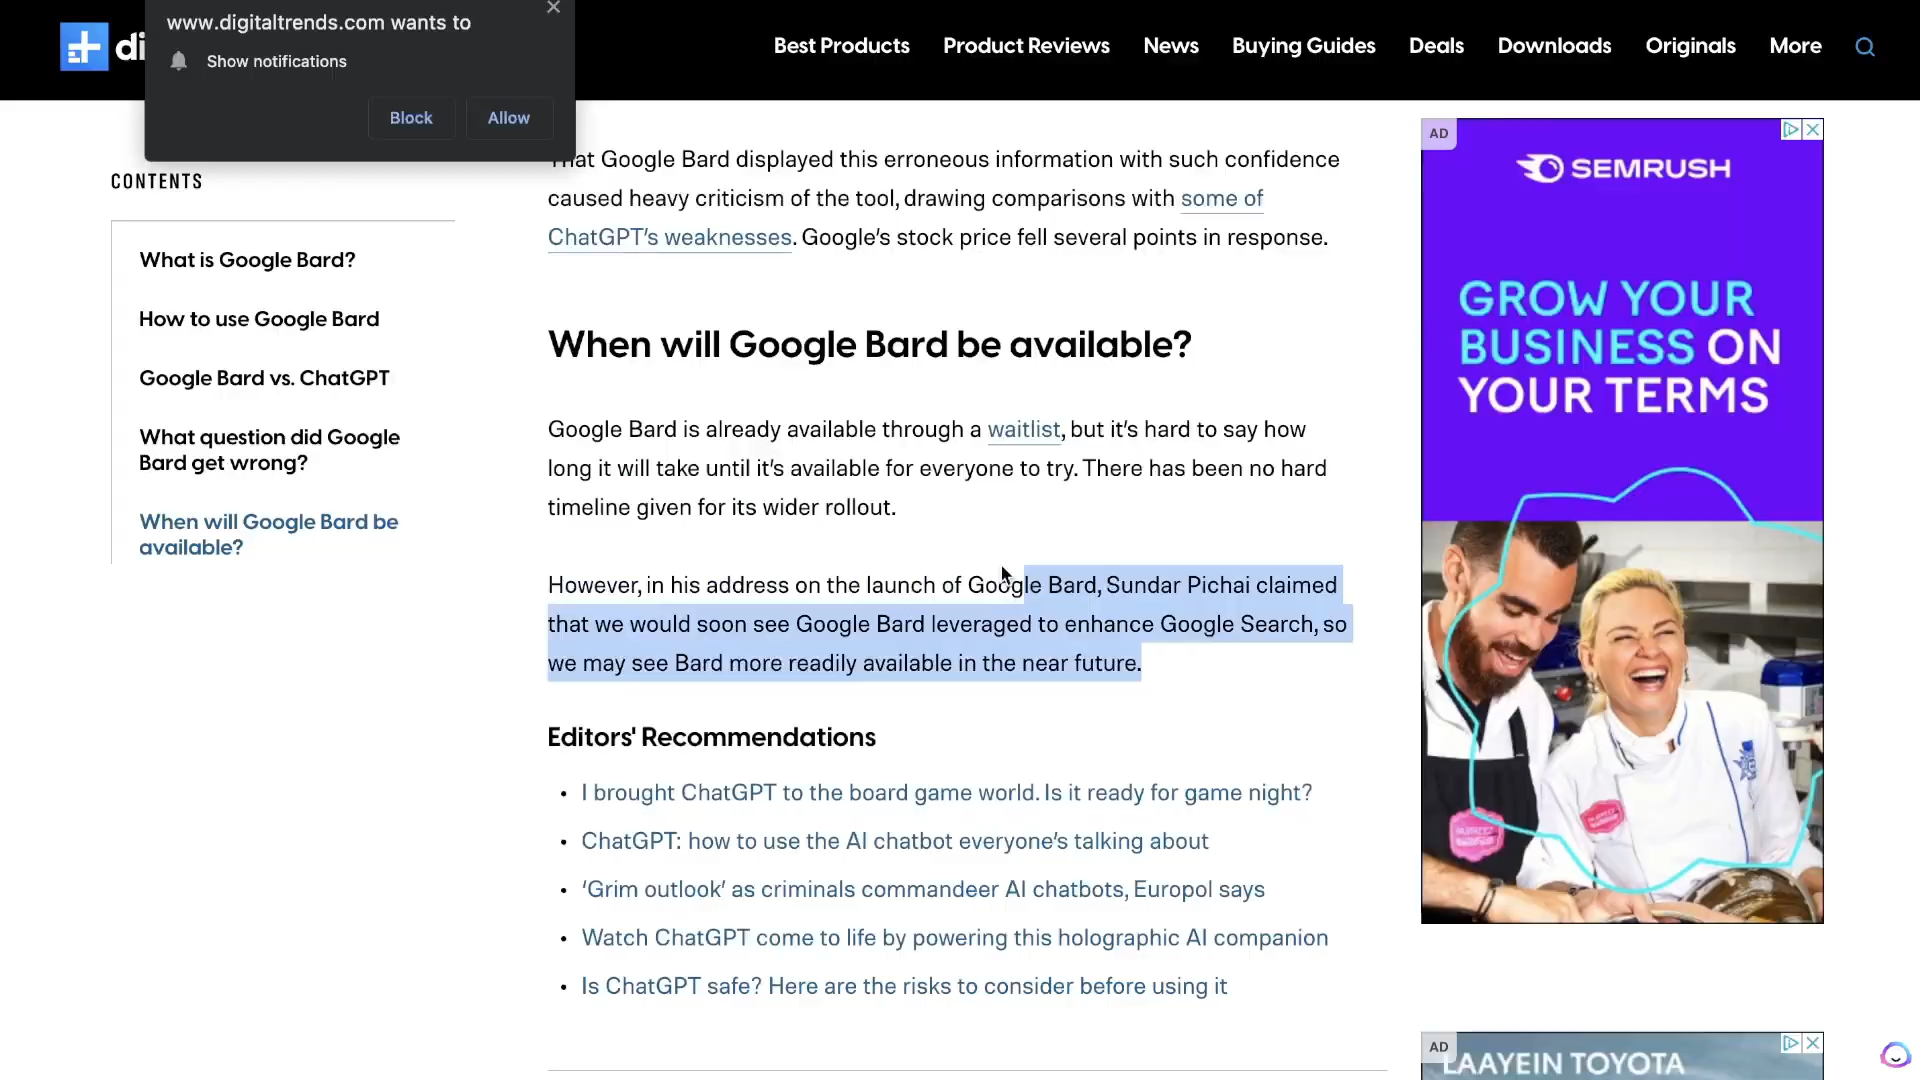 www.digitaltrends.com wants to
Show notifications
Block
Allow
di
Best Products
Product Reviews
News
Buying Guides
Deals
Downloads
Originals
More
CONTENTS
What is Google Bard?
How to use Google Bard
Google Bard vs. ChatGPT
What question did Google
Bard get wrong?
When will Google Bard be
available?
That Google Bard displayed this erroneous information with such confidence
caused heavy criticism of the tool, drawing comparisons with some of
ChatGPT’s weaknesses. Google’s stock price fell several points in response.
When will Google Bard be available?
Google Bard is already available through a waitlist, but it’s hard to say how
long it will take until it’s available for everyone to try. There has been no hard
timeline given for its wider rollout.
However, in his address on the launch of Google Bard, Sundar Pichai claimed
that we would soon see Google Bard leveraged to enhance Google Search, so
we may see Bard more readily available in the near future.
Editors' Recommendations
• I brought ChatGPT to the board game world. Is it ready for game night?
• ChatGPT: how to use the AI chatbot everyone’s talking about
• ‘Grim outlook’ as criminals commandeer AI chatbots, Europol says
• Watch ChatGPT come to life by powering this holographic AI companion
• Is ChatGPT safe? Here are the risks to consider before using it
AD
SEMRUSH
GROW YOUR
BUSINESS ON
YOUR TERMS
AD
LAAYEIN TOYOTA